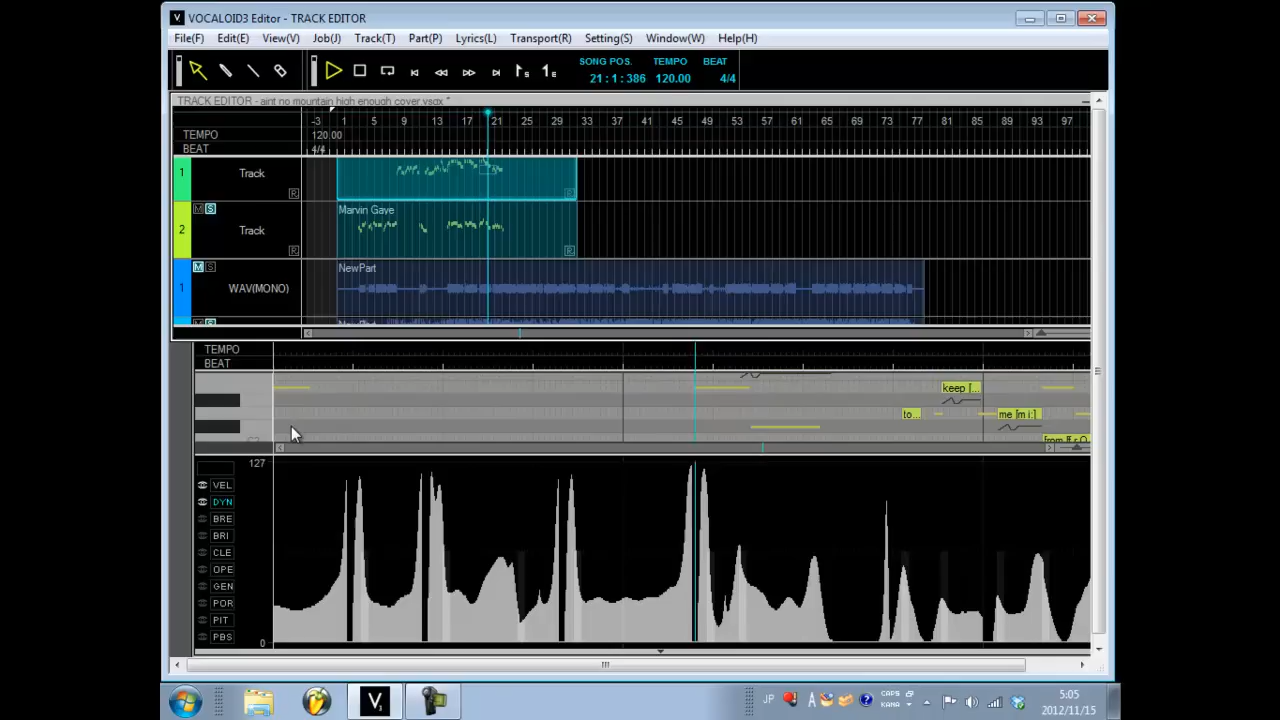 VOCALOID3 Editor - TRACK EDITOR
File(F) Edit(E) View(V) Job(J) Track(T) Part(P) Lyrics(L) Transport(R) Setting(S) Window(W) Help(H)
SONG POS. TEMPO BEAT
21 : 1 : 386 120.00 4/4
TRACK EDITOR - aint no mountain high enough cover.vsqx *
-3 1 5 9 13 17 21 25 29 33 37 41 45 49 53 57 61 65 69 73 77 81 85 89 93 97
TEMPO 120.00
BEAT 4/4
1 Track R R
M S Marvin Gaye
2 Track R R
M S NewPart
1 WAV(MONO)
TEMPO
BEAT
keep [...
to... me [m i:]
from [f r Q
127
VEL
DYN
BRE
BRI
CLE
OPE
GEN
POR
PIT
PBS
0
JP A CAPS KANA 5:05
2012/11/15